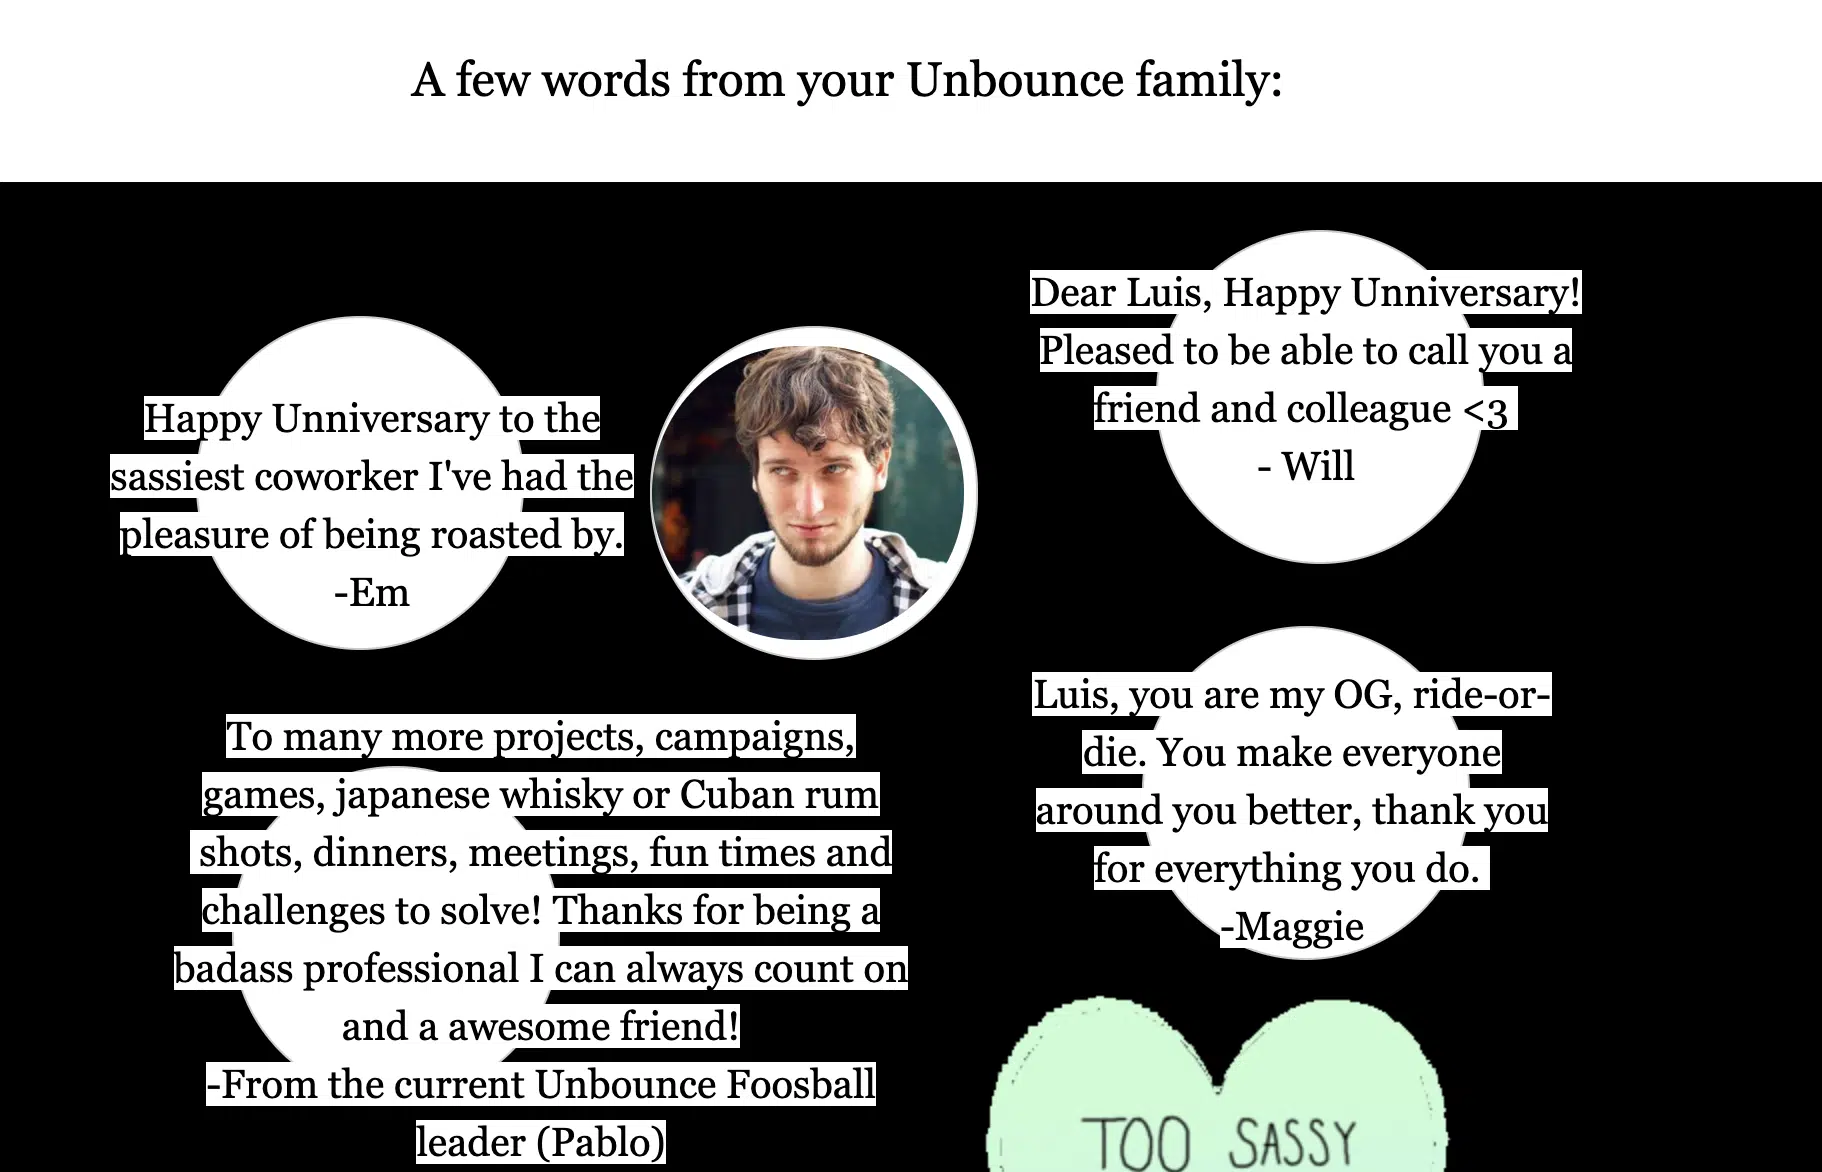 A few words from your Unbounce family:
Happy Unniversary to the
sassiest coworker I've had the
pleasure of being roasted by.
-Em
Dear Luis, Happy Unniversary!
Pleased to be able to call you a
friend and colleague <3
- Will
To many more projects, campaigns,
games, japanese whisky or Cuban rum
shots, dinners, meetings, fun times and
challenges to solve! Thanks for being a
badass professional I can always count on
and a awesome friend!
-From the current Unbounce Foosball
leader (Pablo)
Luis, you are my OG, ride-or-
die. You make everyone
around you better, thank you
for everything you do.
-Maggie
TOO SASSY